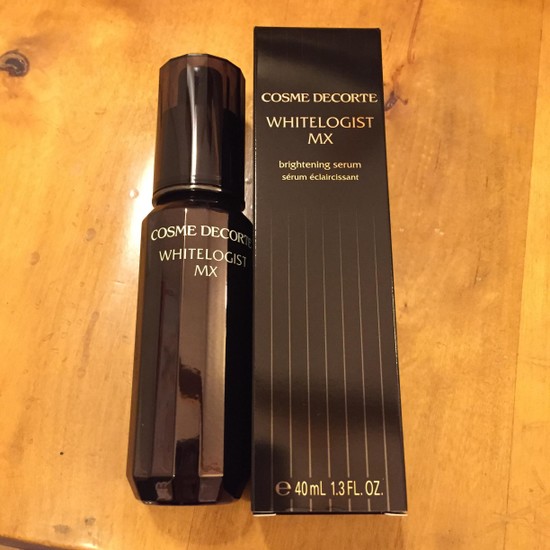 COSME DECORTE
WHITELOGIST
MX
COSME DECORTE
WHITELOGIST
MX
brightening serum
sérum éclaircissant
℮ 40 mL 1.3 FL. OZ.